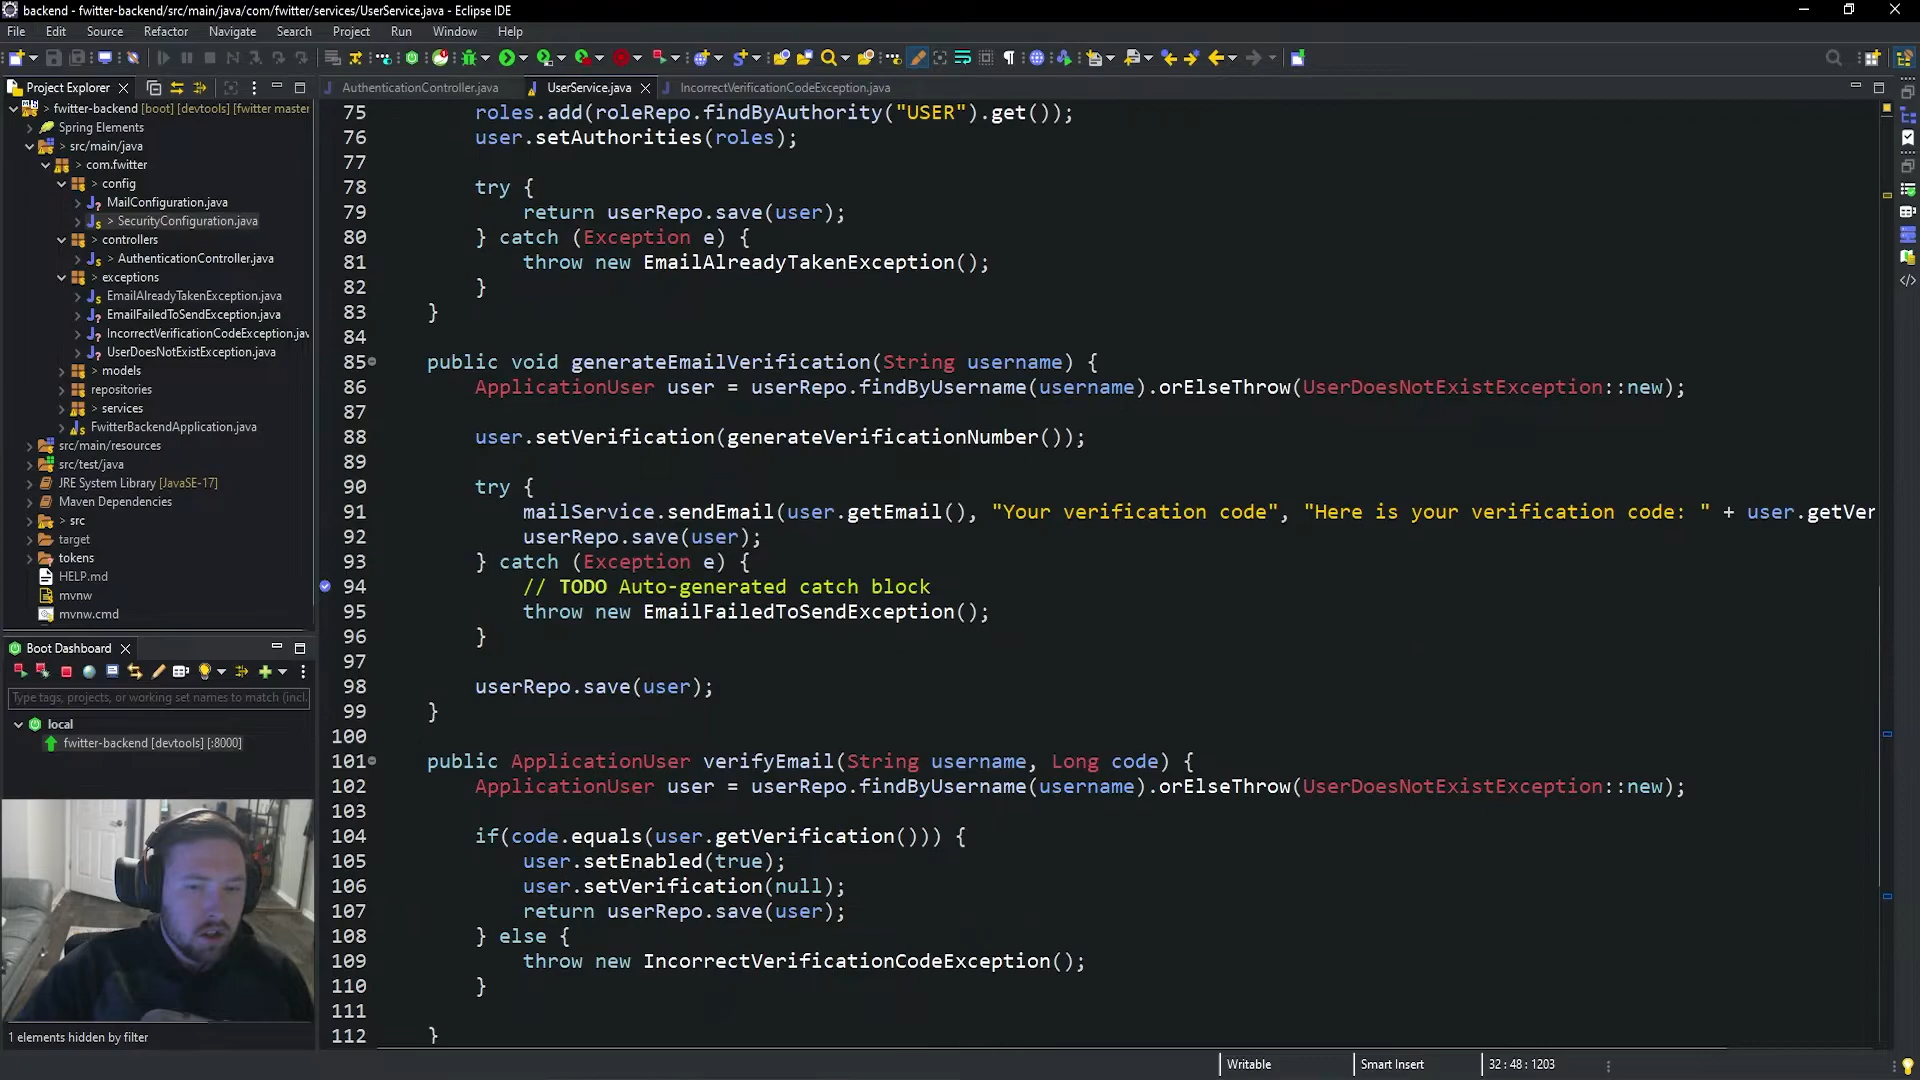 backend - fwitter-backend/src/main/java/com/fwitter/services/UserService.java - Eclipse IDE
File Edit Source Refactor Navigate Search Project Run Window Help
Project Explorer
fwitter-backend [boot] [devtools] [fwitter master
Spring Elements
> src/main/java
> com.fwitter
> config
MailConfiguration.java
> SecurityConfiguration.java
> controllers
> AuthenticationController.java
> exceptions
EmailAlreadyTakenException.java
EmailFailedToSendException.java
IncorrectVerificationCodeException.jav
UserDoesNotExistException.java
> models
repositories
> services
FwitterBackendApplication.java
src/main/resources
src/test/java
JRE System Library [JavaSE-17]
Maven Dependencies
> src
target
tokens
HELP.md
mvnw
mvnw.cmd
Boot Dashboard
Type tags, projects, or working set names to match (incl.
local
fwitter-backend [devtools] [:8000]
1 elements hidden by filter
AuthenticationController.java UserService.java IncorrectVerificationCodeException.java
75 roles.add(roleRepo.findByAuthority("USER").get());
76 user.setAuthorities(roles);
77
78 try {
79 return userRepo.save(user);
80 } catch (Exception e) {
81 throw new EmailAlreadyTakenException();
82 }
83 }
84
85 public void generateEmailVerification(String username) {
86 ApplicationUser user = userRepo.findByUsername(username).orElseThrow(UserDoesNotExistException::new);
87
88 user.setVerification(generateVerificationNumber());
89
90 try {
91 mailService.sendEmail(user.getEmail(), "Your verification code", "Here is your verification code: " + user.getVer
92 userRepo.save(user);
93 } catch (Exception e) {
94 // TODO Auto-generated catch block
95 throw new EmailFailedToSendException();
96 }
97
98 userRepo.save(user);
99 }
100
101 public ApplicationUser verifyEmail(String username, Long code) {
102 ApplicationUser user = userRepo.findByUsername(username).orElseThrow(UserDoesNotExistException::new);
103
104 if(code.equals(user.getVerification())) {
105 user.setEnabled(true);
106 user.setVerification(null);
107 return userRepo.save(user);
108 } else {
109 throw new IncorrectVerificationCodeException();
110 }
111
112 }
Writable Smart Insert 32 : 48 : 1203